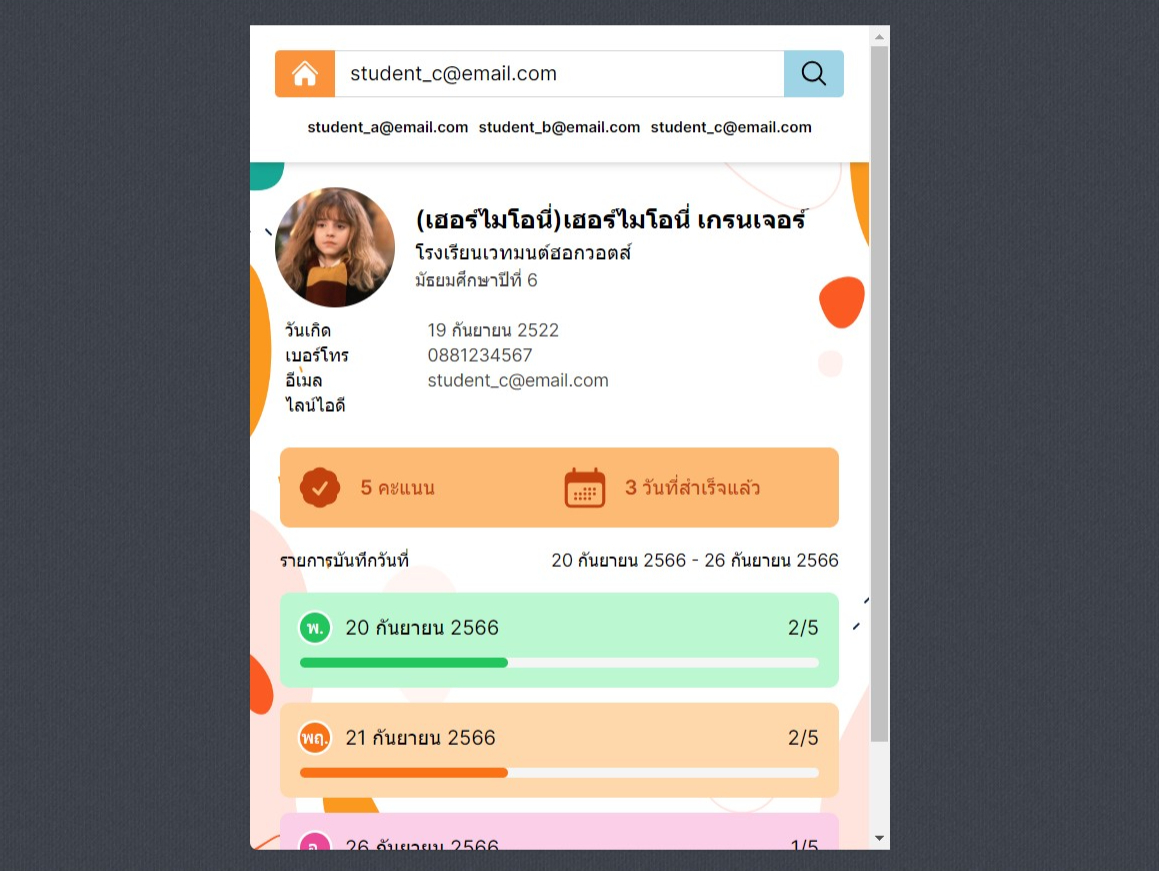 student_c@email.com
student_a@email.com student_b@email.com student_c@email.com
(เฮอร์ไมโอนี่)เฮอร์ไมโอนี่ เกรนเจอร์
โรงเรียนเวทมนต์ฮอกวอตส์
มัธยมศึกษาปีที่ 6
วันเกิด 19 กันยายน 2522
เบอร์โทร 0881234567
อีเมล student_c@email.com
ไลน์ไอดี
5 คะแนน 3 วันที่สำเร็จแล้ว
รายการบันทึกวันที่ 20 กันยายน 2566 - 26 กันยายน 2566
พ. 20 กันยายน 2566 2/5
พฤ. 21 กันยายน 2566 2/5
อ. 26 กันยายน 2566 1/5